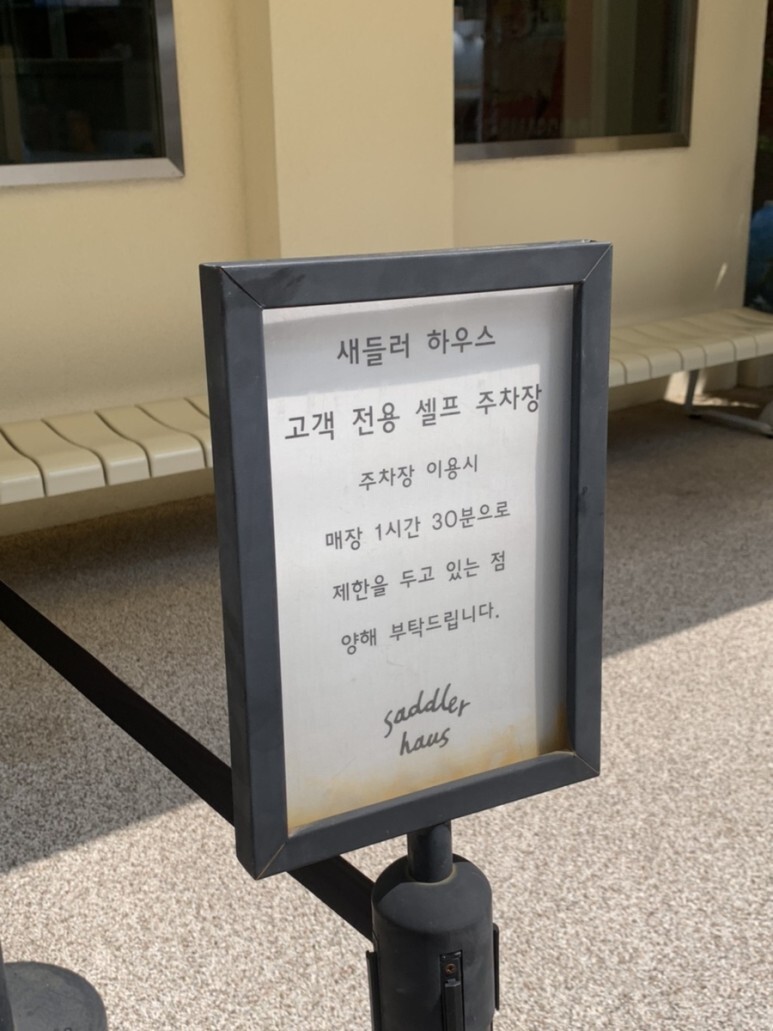 새들러 하우스
고객 전용 셀프 주차장
주차장 이용시
매장 1시간 30분으로
제한을 두고 있는 점
양해 부탁드립니다.
saddler
haus